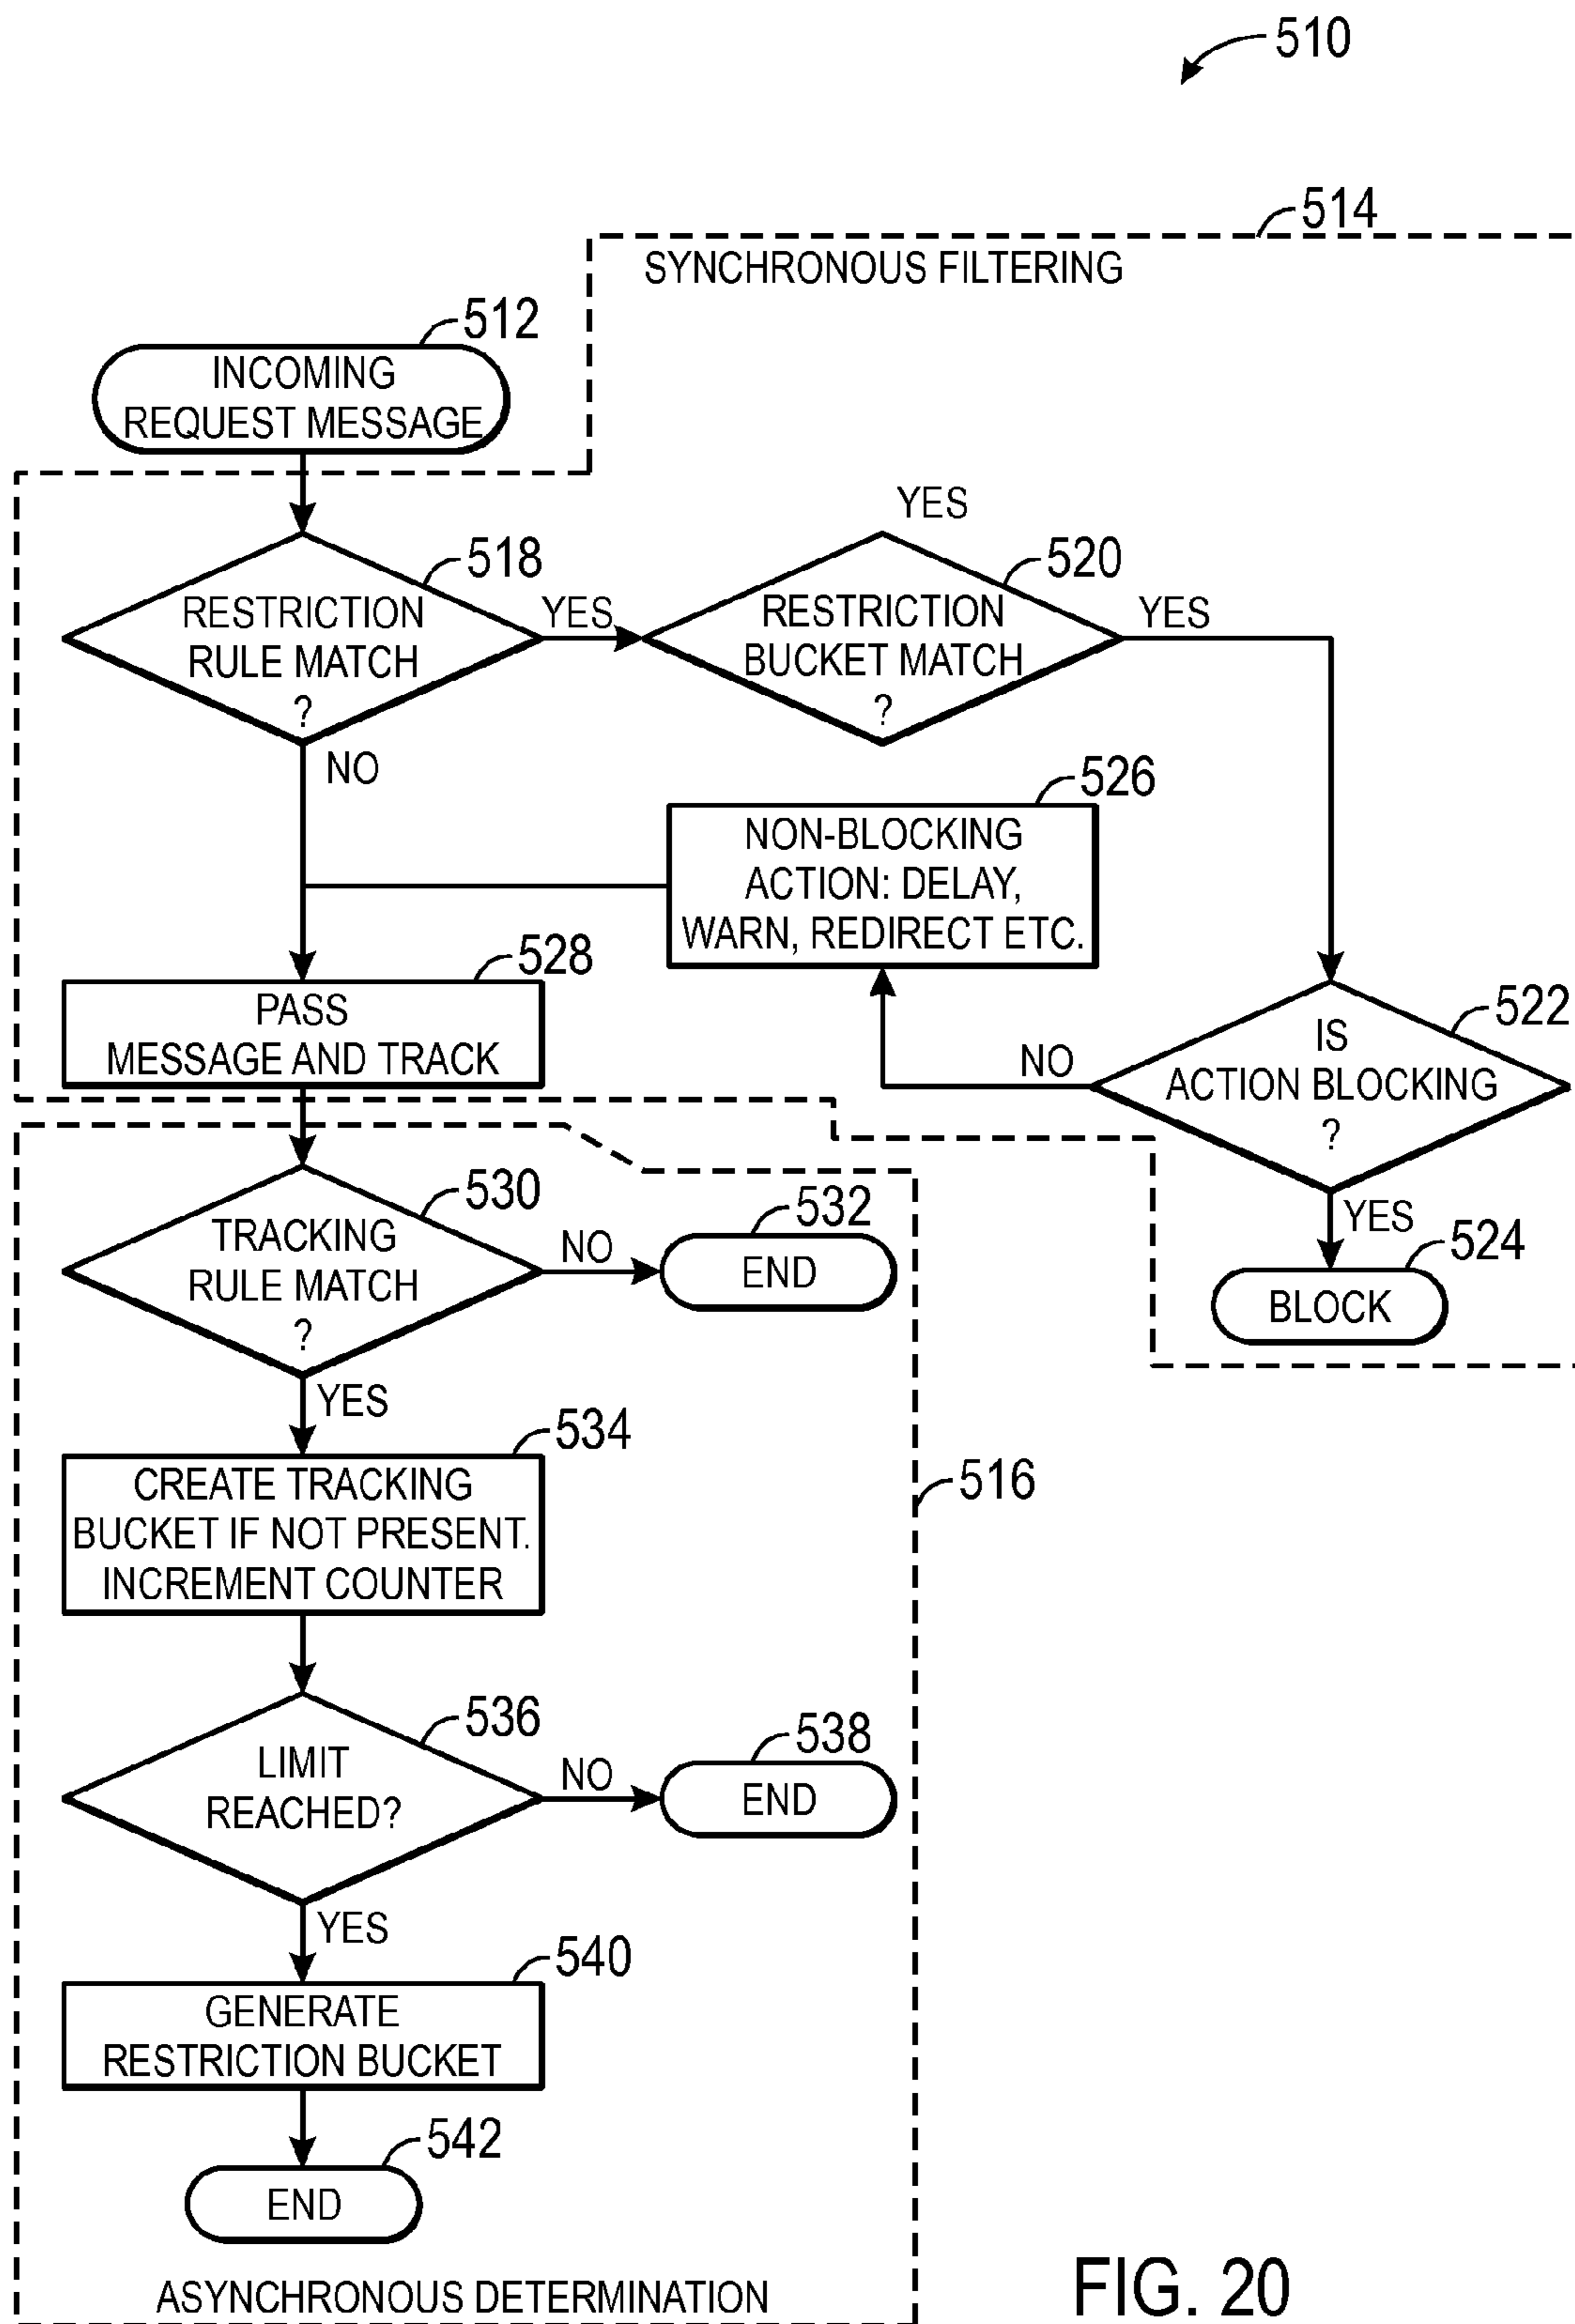 510
514
SYNCHRONOUS FILTERING
512
INCOMING
REQUEST MESSAGE
YES
518
520
RESTRICTION
RULE MATCH
?
YES
RESTRICTION
BUCKET MATCH
?
YES
NO
526
NON-BLOCKING
ACTION: DELAY,
WARN, REDIRECT ETC.
528
PASS
MESSAGE AND TRACK
522
IS
ACTION BLOCKING
?
NO
YES
524
BLOCK
530
TRACKING
RULE MATCH
?
NO
532
END
YES
534
CREATE TRACKING
BUCKET IF NOT PRESENT.
INCREMENT COUNTER
516
536
LIMIT
REACHED?
NO
538
END
YES
540
GENERATE
RESTRICTION BUCKET
542
END
ASYNCHRONOUS DETERMINATION
FIG. 20